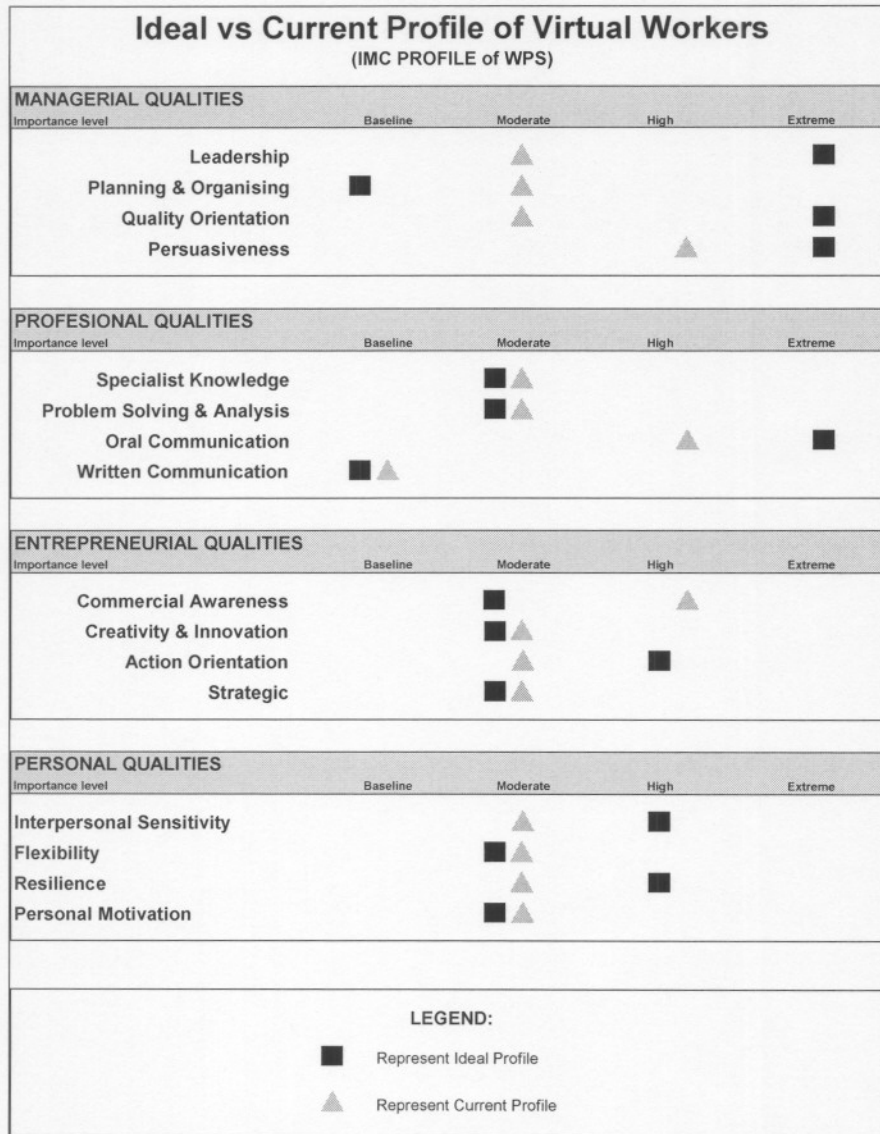 Ideal vs Current Profile of Virtual Workers
(IMC PROFILE of WPS)
MANAGERIAL QUALITIES
Importance level Baseline Moderate High Extreme
Leadership
Planning & Organising
Quality Orientation
Persuasiveness
PROFESIONAL QUALITIES
Importance level Baseline Moderate High Extreme
Specialist Knowledge
Problem Solving & Analysis
Oral Communication
Written Communication
ENTREPRENEURIAL QUALITIES
Importance level Baseline Moderate High Extreme
Commercial Awareness
Creativity & Innovation
Action Orientation
Strategic
PERSONAL QUALITIES
Importance level Baseline Moderate High Extreme
Interpersonal Sensitivity
Flexibility
Resilience
Personal Motivation
LEGEND:
Represent Ideal Profile
Represent Current Profile